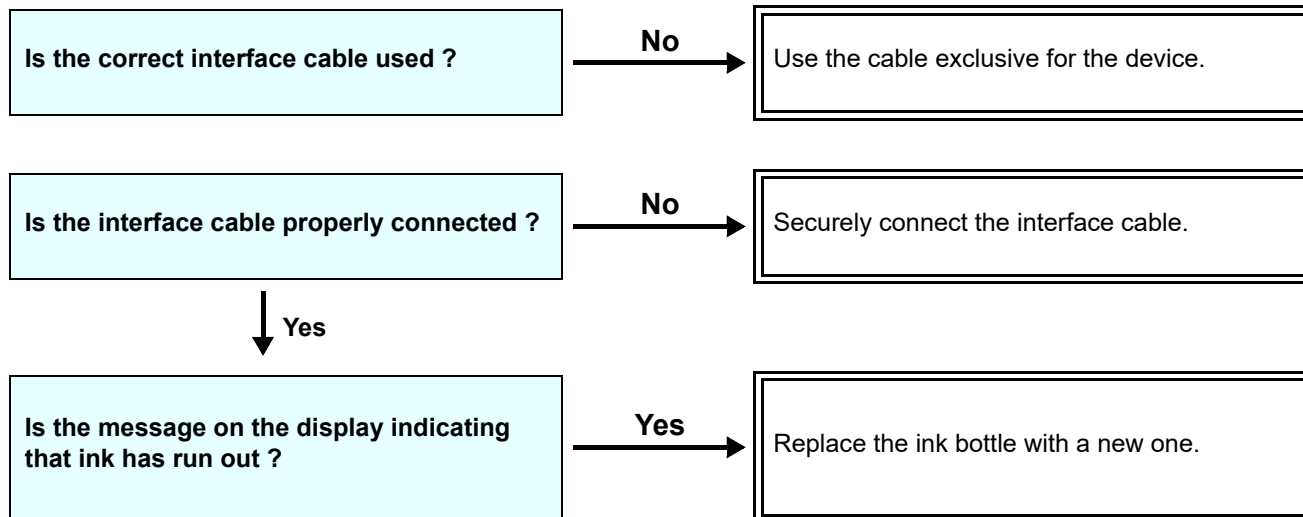 Is the correct interface cable used ?
No
Use the cable exclusive for the device.
Is the interface cable properly connected ?
No
Securely connect the interface cable.
Yes
Is the message on the display indicating
that ink has run out ?
Yes
Replace the ink bottle with a new one.